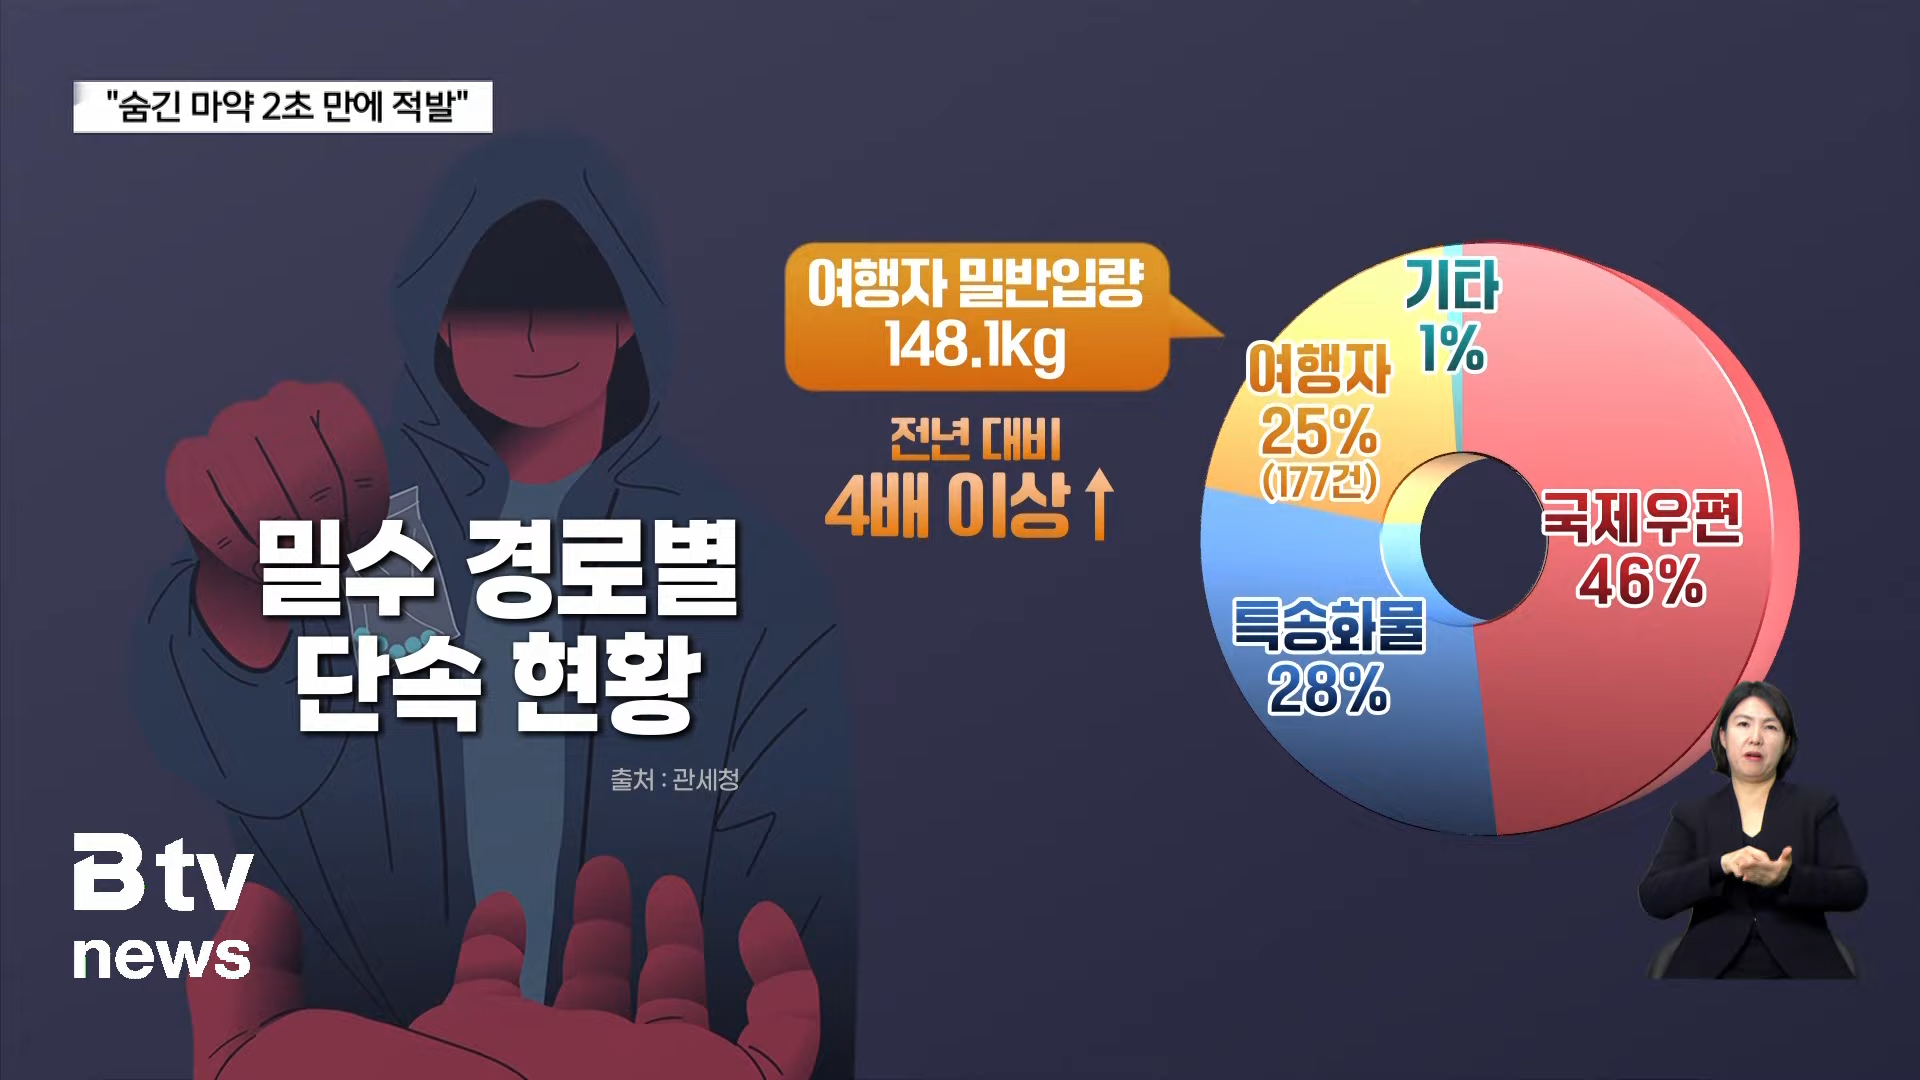 "숨긴 마약 2초 만에 적발"
여행자 밀반입량
148.1kg
전년 대비
4배 이상↑
기타
1%
여행자
25%
(177건)
국제우편
46%
특송화물
28%
밀수 경로별
단속 현황
출처 : 관세청
B tv
news